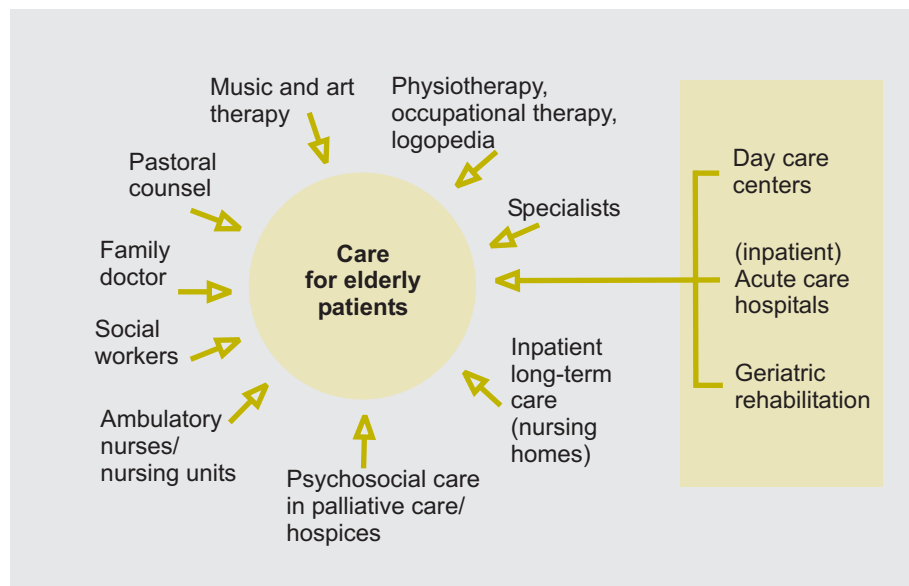 Music and art
therapy
Physiotherapy,
occupational therapy,
logopedia
Pastoral
counsel
Specialists
Family
doctor
Care
for elderly
patients
Social
workers
Ambulatory
nurses/
nursing units
Psychosocial care
in palliative care/
hospices
Inpatient
long-term
care
(nursing
homes)
Day care
centers
(inpatient)
Acute care
hospitals
Geriatric
rehabilitation